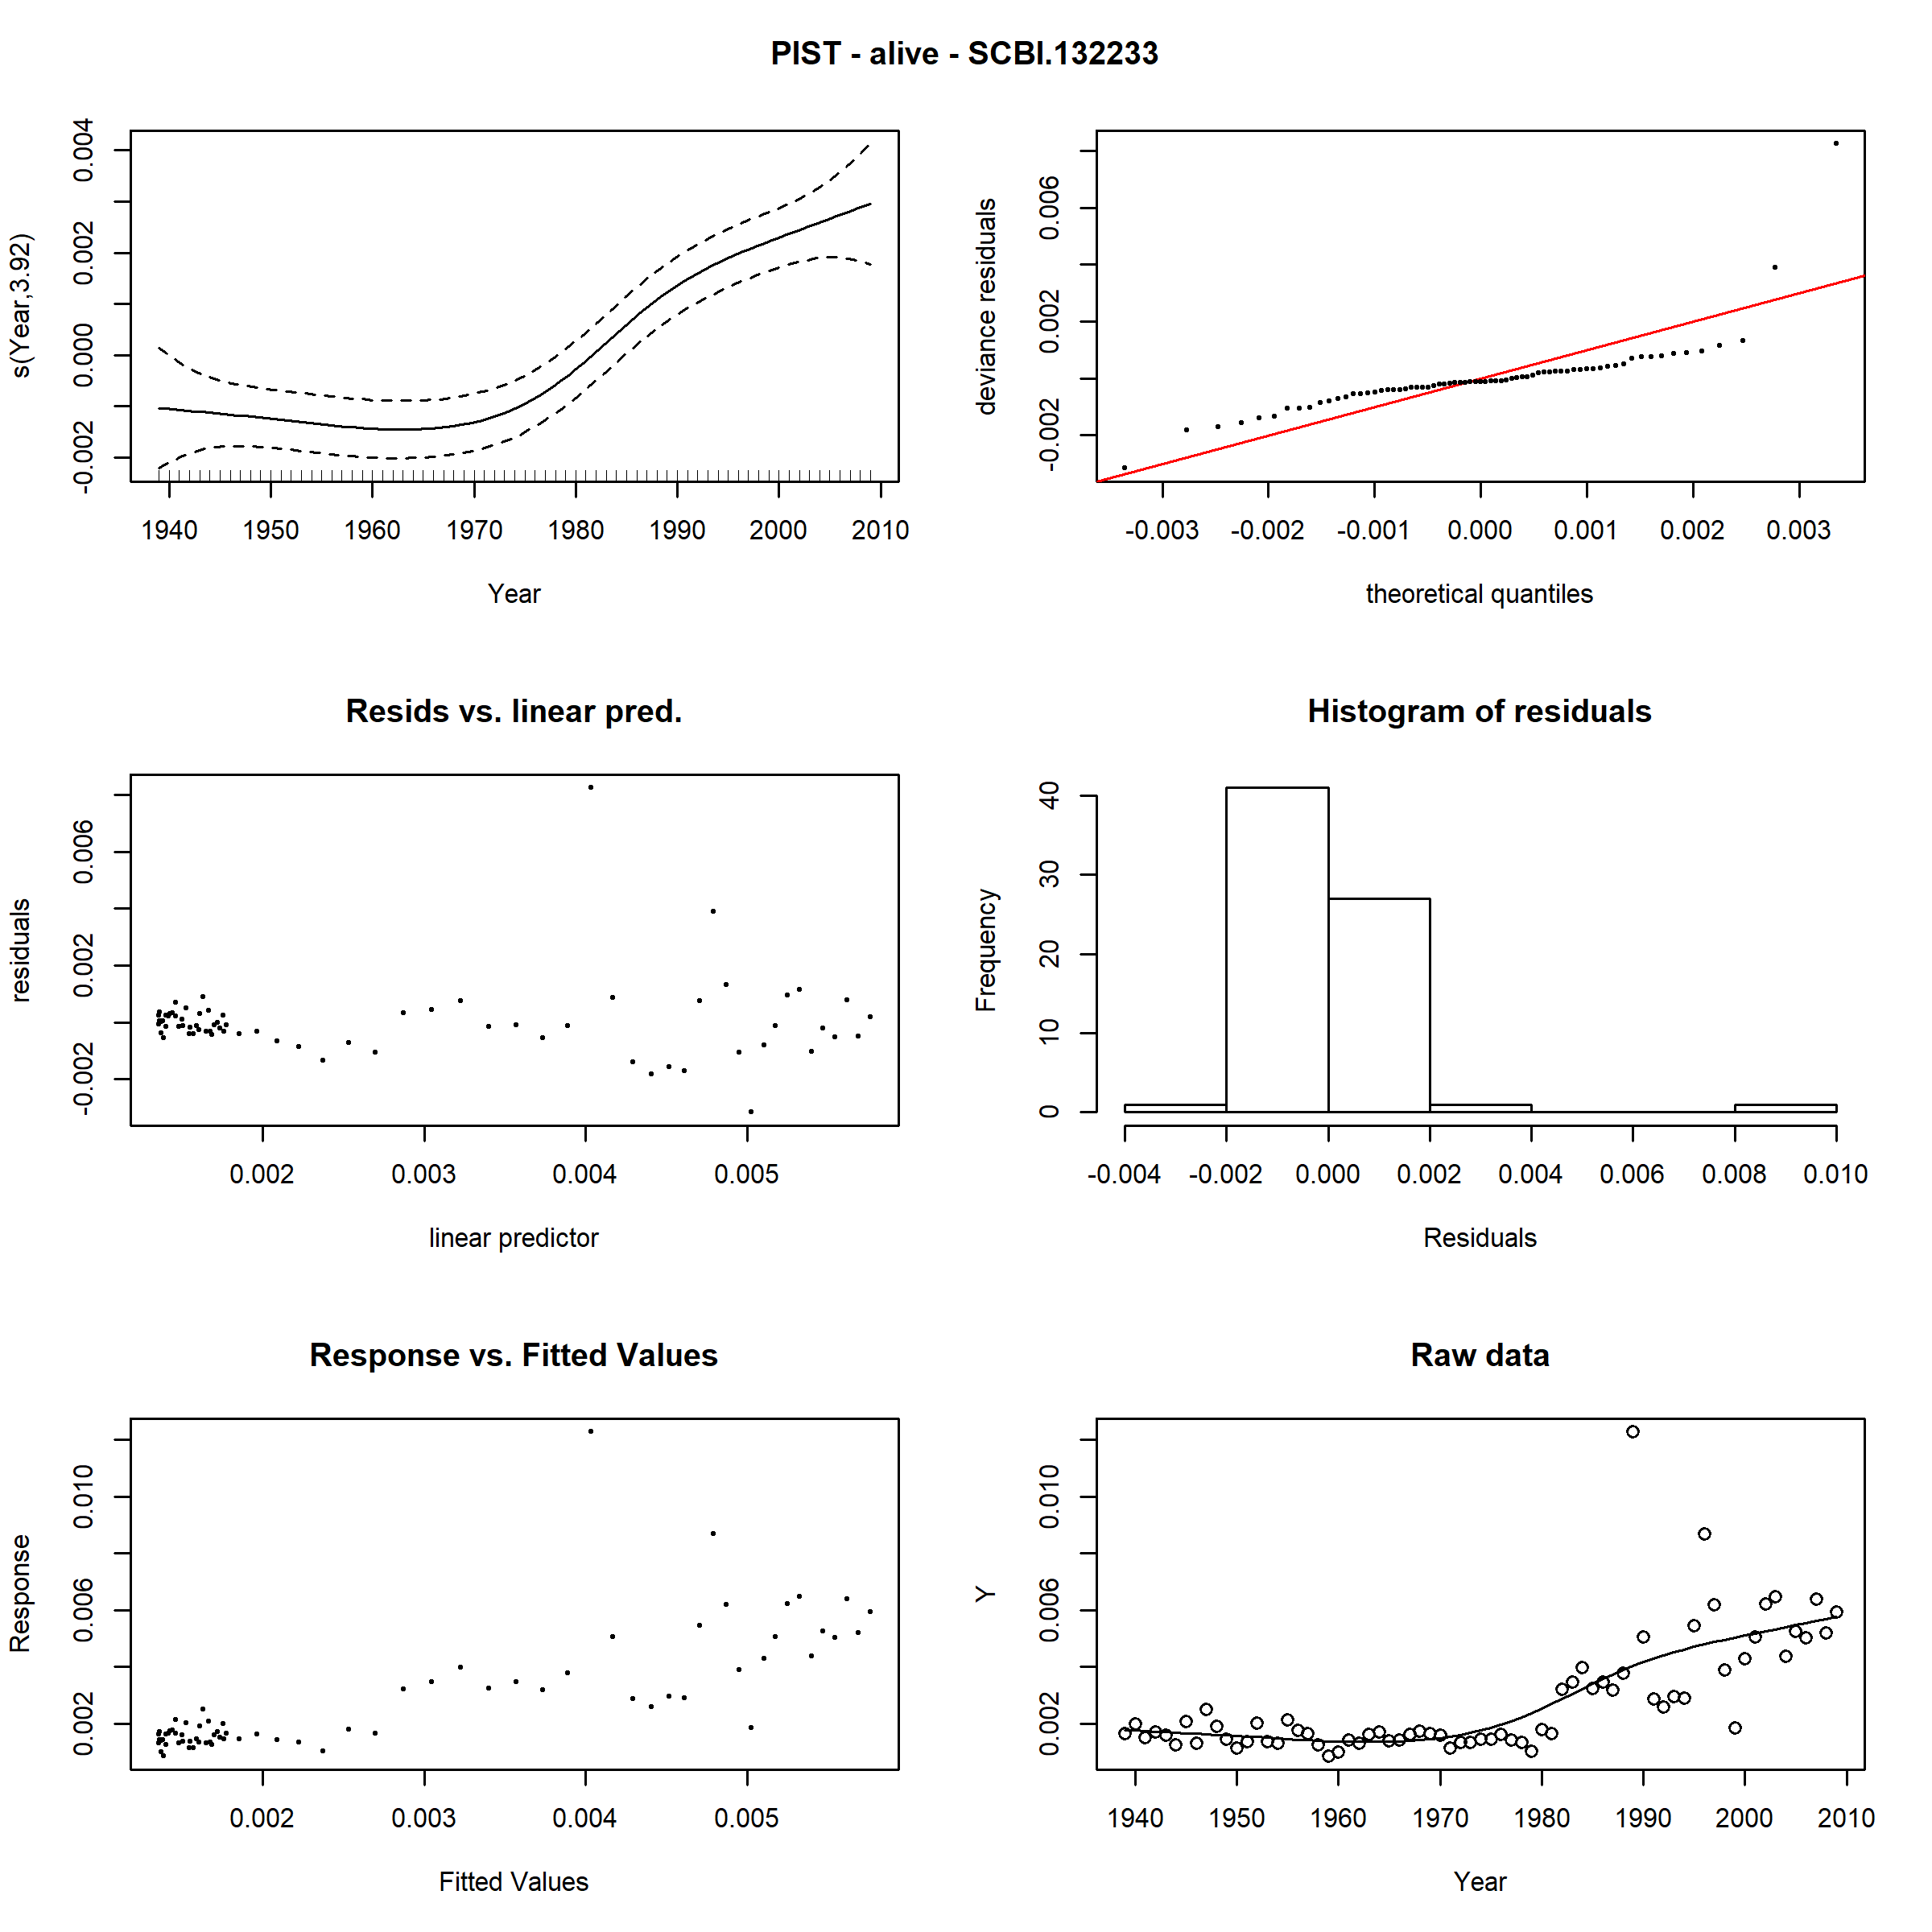 PIST - alive - SCBI.132233
s(Year,3.92)
-0.002 0.000 0.002 0.004
1940 1950 1960 1970 1980 1990 2000 2010
Year
deviance residuals
-0.002 0.002 0.006
-0.003 -0.002 -0.001 0.000 0.001 0.002 0.003
theoretical quantiles
Resids vs. linear pred.
residuals
-0.002 0.002 0.006
0.002 0.003 0.004 0.005
linear predictor
Histogram of residuals
Frequency
0 10 20 30 40
-0.004 -0.002 0.000 0.002 0.004 0.006 0.008 0.010
Residuals
Response vs. Fitted Values
Response
0.002 0.006 0.010
0.002 0.003 0.004 0.005
Fitted Values
Raw data
Y
0.002 0.006 0.010
1940 1950 1960 1970 1980 1990 2000 2010
Year